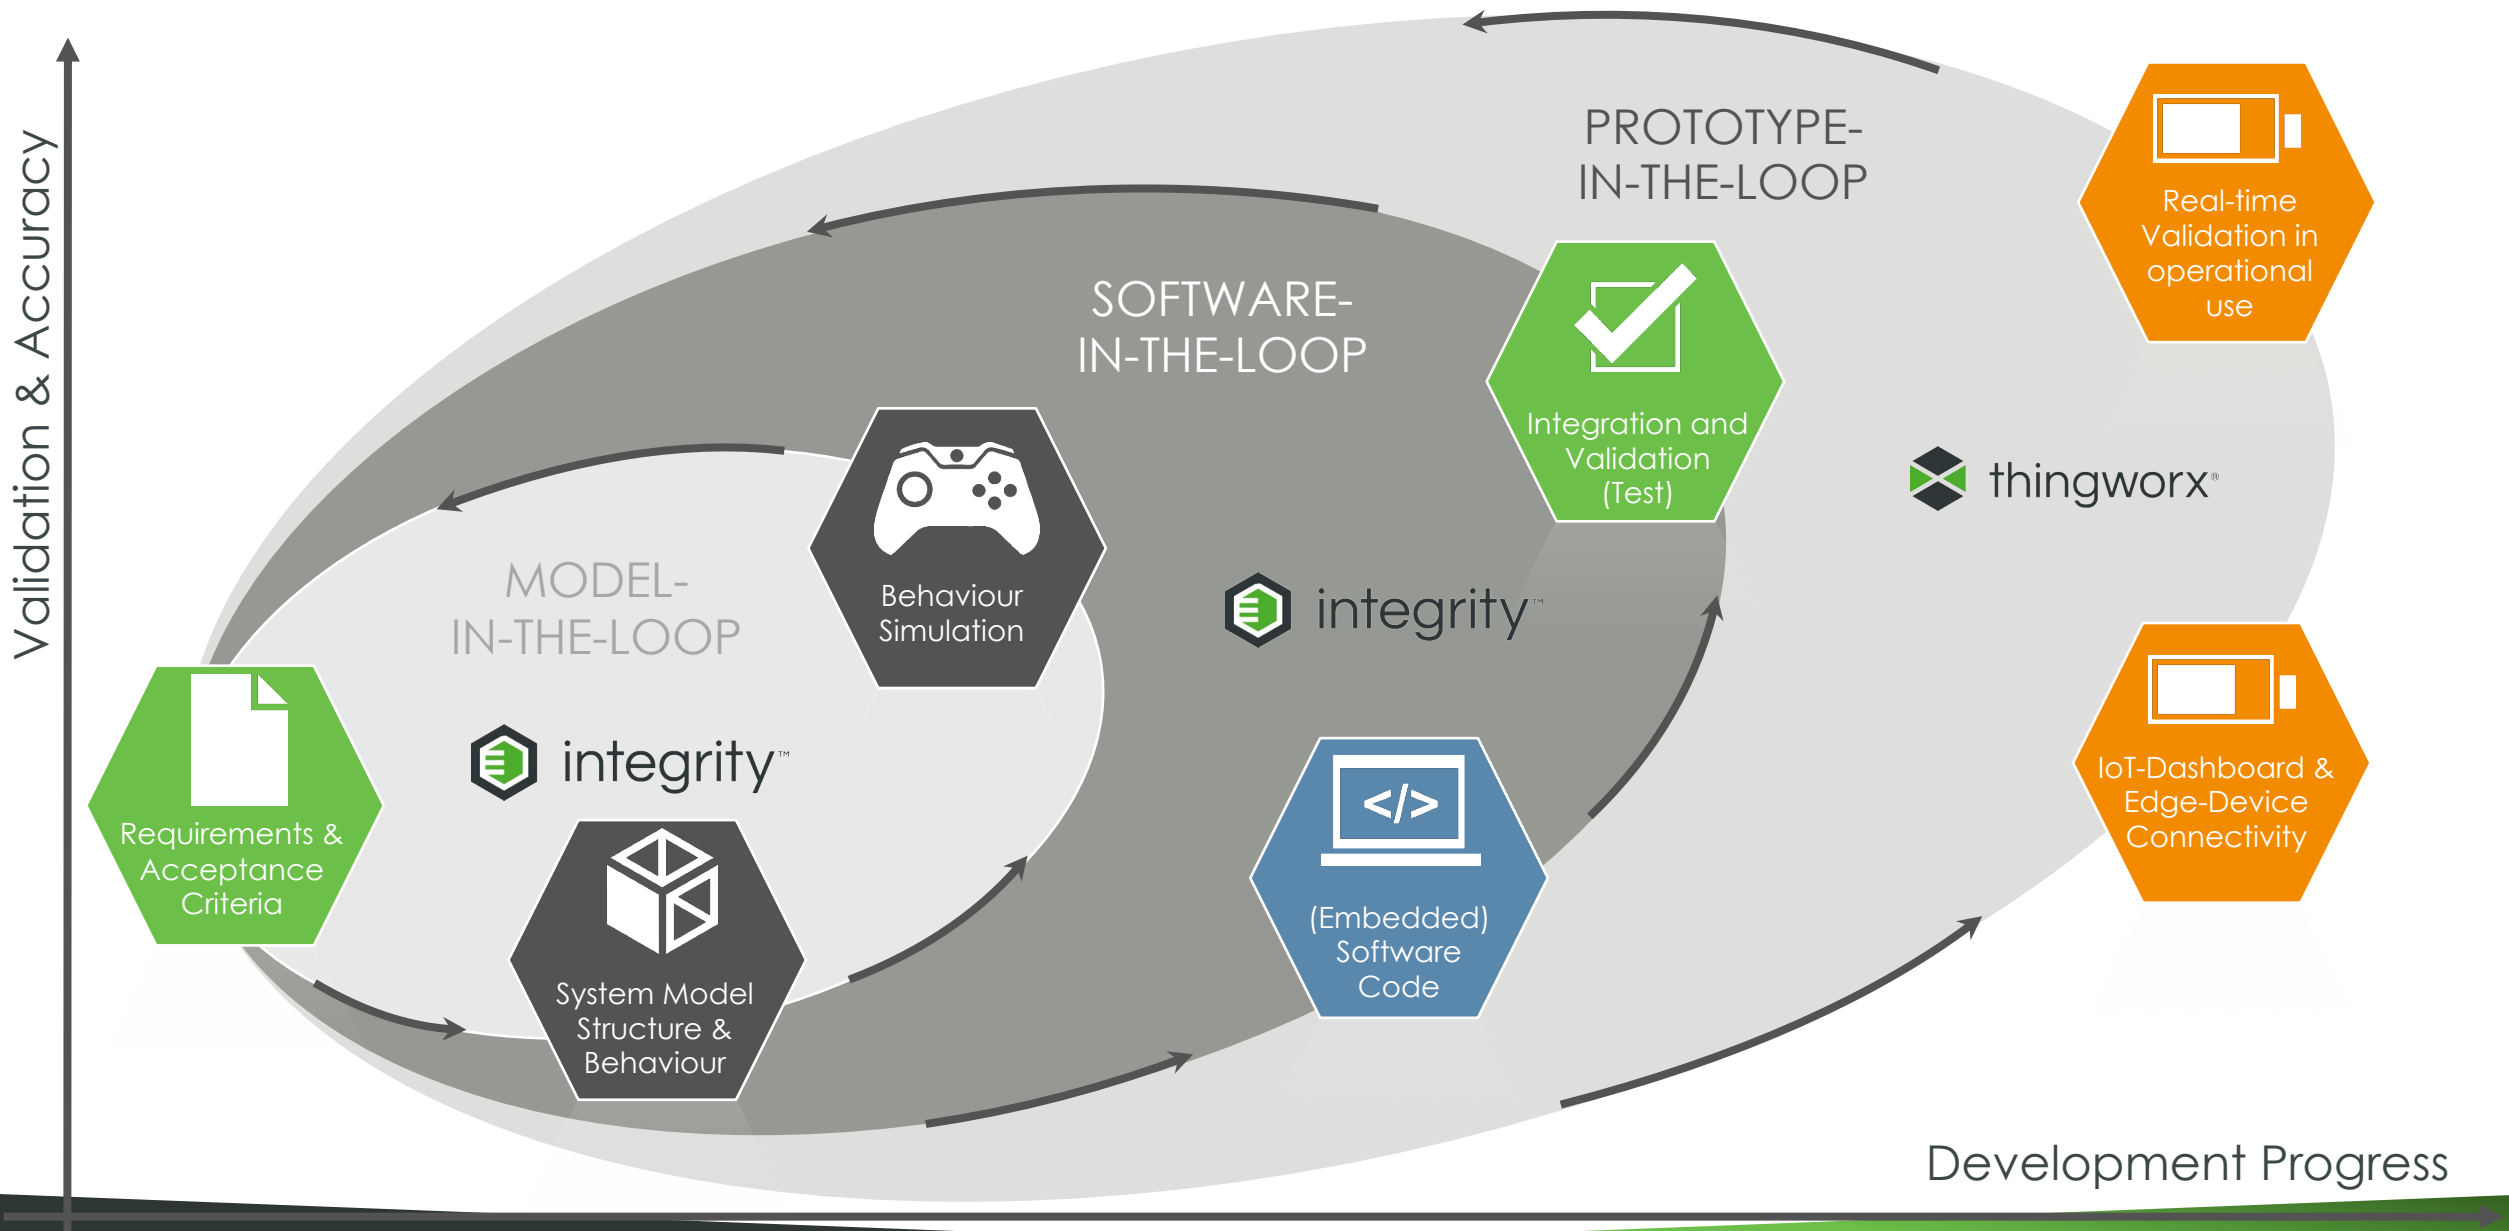 Validation & Accuracy
PROTOTYPE-
IN-THE-LOOP
Real-time
Validation in
operational
use
SOFTWARE-
IN-THE-LOOP
Integration and
Validation
(Test)
thingworx®
MODEL-
IN-THE-LOOP
Behaviour
Simulation
integrity™
integrity™
Requirements &
Acceptance
Criteria
IoT-Dashboard &
Edge-Device
Connectivity
</>
(Embedded)
Software
Code
System Model
Structure &
Behaviour
Development Progress